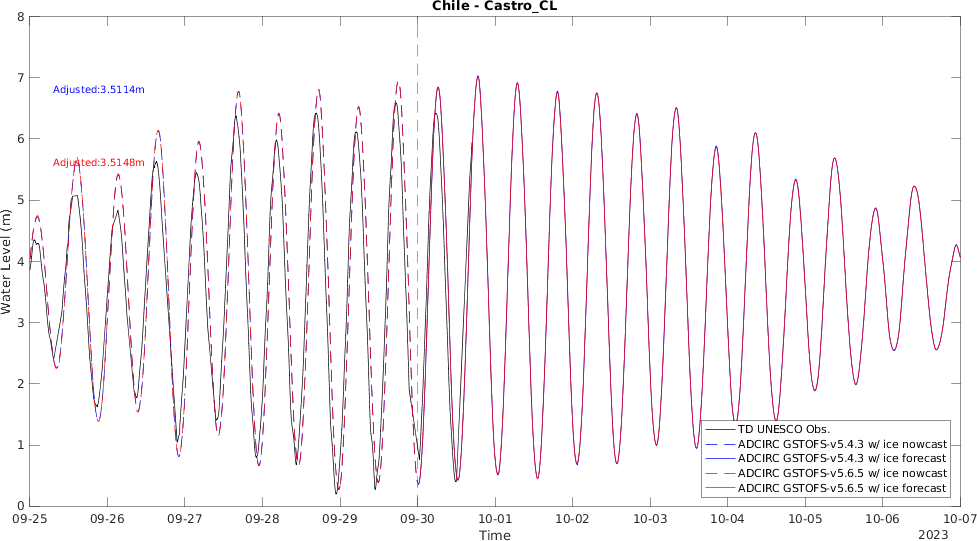 Chile - Castro_CL
Water Level (m)
8
7
6
5
4
3
2
1
0
Adjusted:3.5114m
Adjusted:3.5148m
TD UNESCO Obs.
ADCIRC GSTOFS-v5.4.3 w/ ice nowcast
ADCIRC GSTOFS-v5.4.3 w/ ice forecast
ADCIRC GSTOFS-v5.6.5 w/ ice nowcast
ADCIRC GSTOFS-v5.6.5 w/ ice forecast
09-25 09-26 09-27 09-28 09-29 09-30 10-01 10-02 10-03 10-04 10-05 10-06 10-07
Time
2023